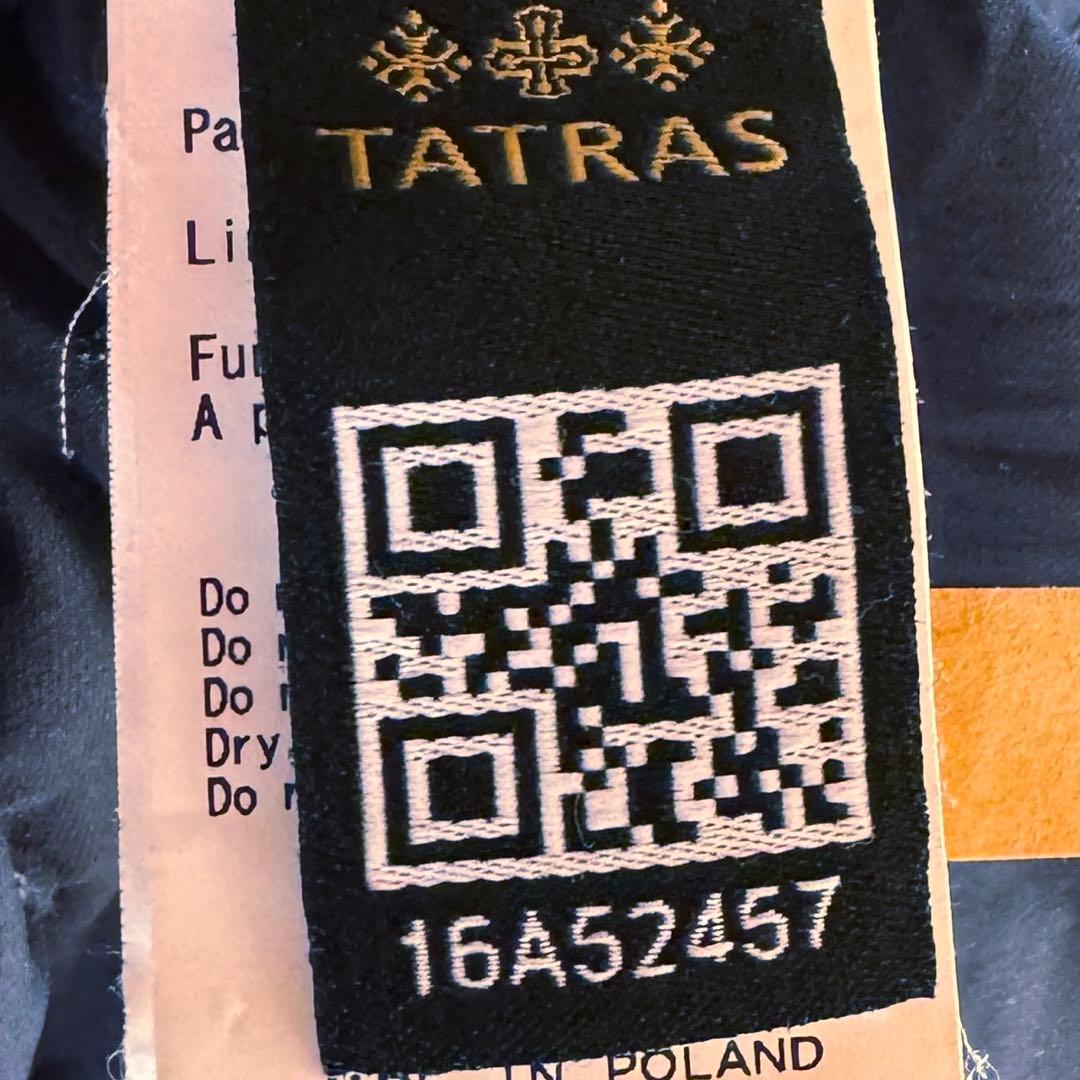 TATRAS
Pa
Li
Fu
A
Do
Do
Do
Dry
Do
16A52457
IN POLAND